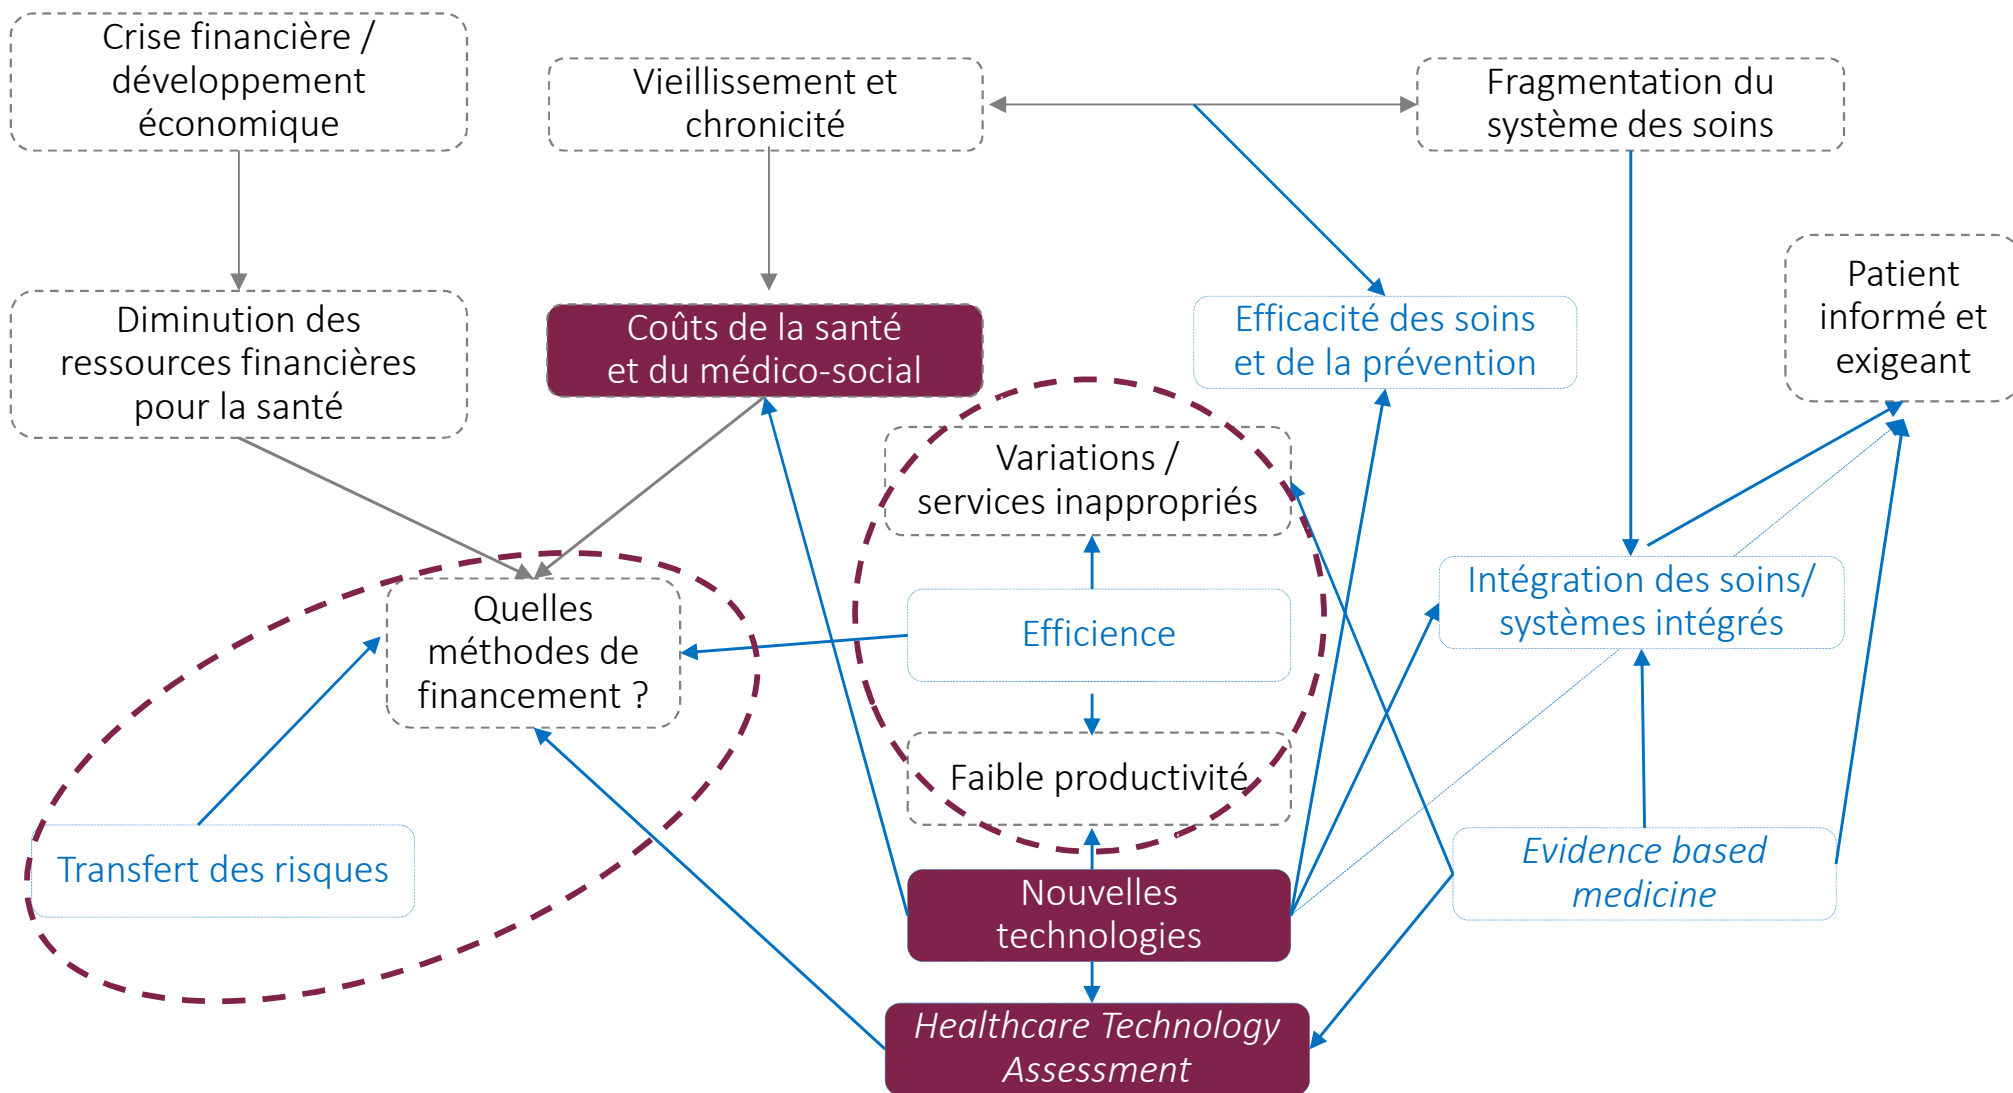 Crise financière /
développement
économique
Vieillissement et
chronicité
Fragmentation du
système des soins
Patient
informé et
exigeant
Diminution des
ressources financières
pour la santé
Coûts de la santé
et du médico-social
Efficacité des soins
et de la prévention
Variations /
services inappropriés
Quelles
méthodes de
financement ?
Efficience
Intégration des soins/
systèmes intégrés
Faible productivité
Transfert des risques
Nouvelles
technologies
Evidence based
medicine
Healthcare Technology
Assessment